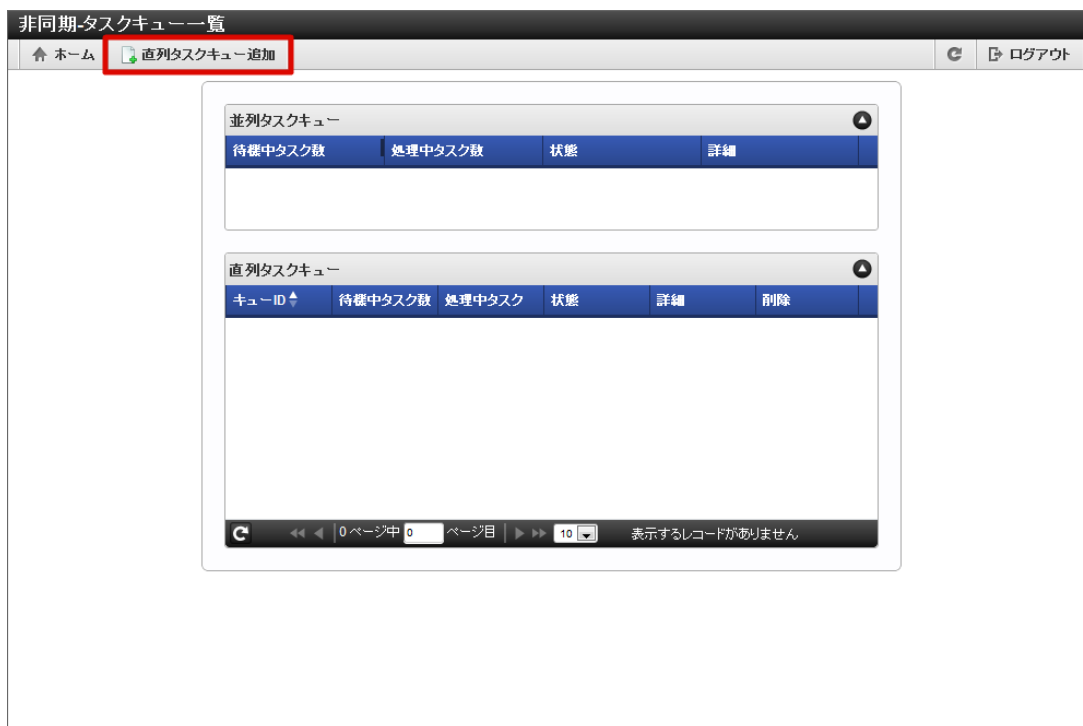 非同期-タスクキュー一覧
ホーム 直列タスクキュー追加 ログアウト
並列タスクキュー
待機中タスク数 処理中タスク数 状態 詳細
直列タスクキュー
キューID 待機中タスク数 処理中タスク 状態 詳細 削除
0 ページ中 0 ページ目 10 表示するレコードがありません